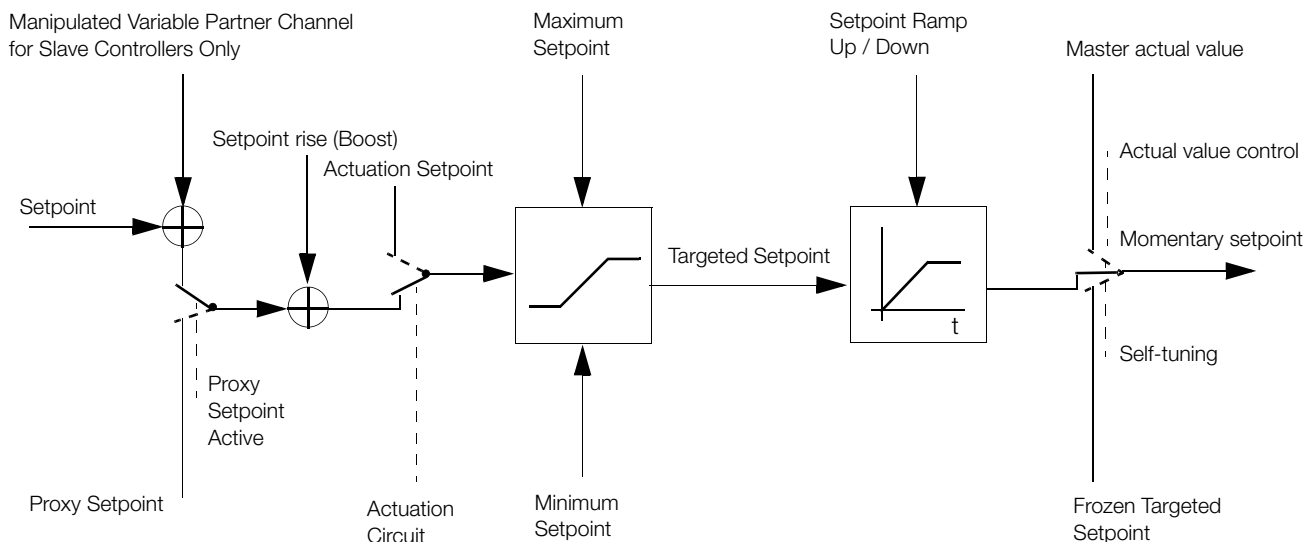 Manipulated Variable Partner Channel
for Slave Controllers Only
Maximum
Setpoint
Setpoint Ramp
Up / Down
Master actual value
Setpoint rise (Boost)
Actuation Setpoint
Actual value control
Setpoint
Targeted Setpoint
Momentary setpoint
t
Self-tuning
Proxy
Setpoint
Active
Proxy Setpoint
Actuation
Circuit
Minimum
Setpoint
Frozen Targeted
Setpoint